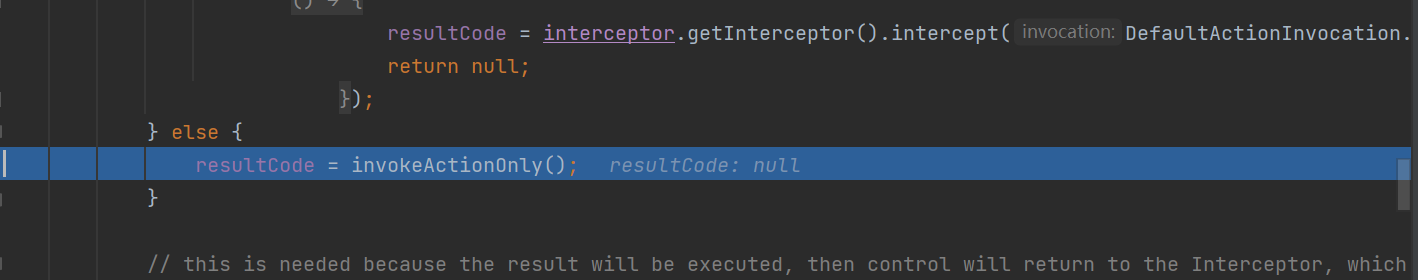 () → {
resultCode = interceptor.getInterceptor().intercept( invocation: DefaultActionInvocation.
return null;
});
} else {
resultCode = invokeActionOnly(); resultCode: null
}
// this is needed because the result will be executed, then control will return to the Interceptor, which